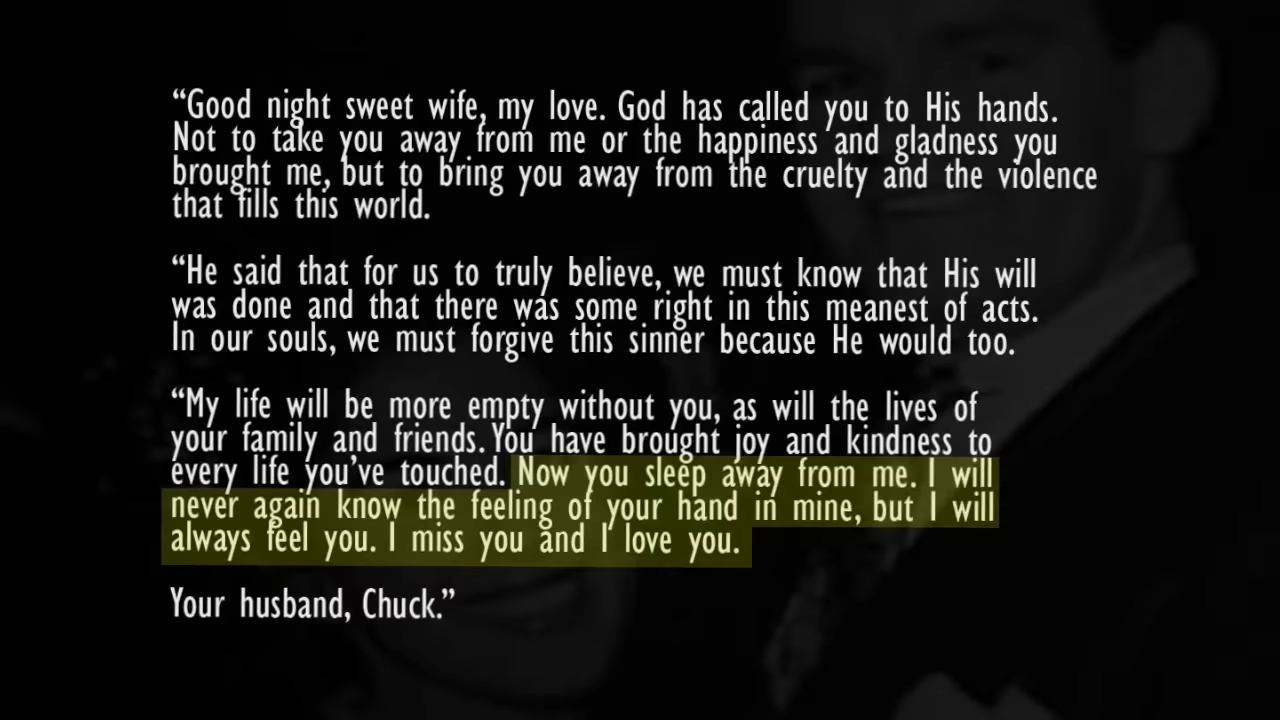 “Good night sweet wife, my love. God has called you to His hands.
Not to take you away from me or the happiness and gladness you
brought me, but to bring you away from the cruelty and the violence
that fills this world.
“He said that for us to truly believe, we must know that His will
was done and that there was some right in this meanest of acts.
In our souls, we must forgive this sinner because He would too.
“My life will be more empty without you, as will the lives of
your family and friends. You have brought joy and kindness to
every life you’ve touched. Now you sleep away from me. I will
never again know the feeling of your hand in mine, but I will
always feel you. I miss you and I love you.
Your husband, Chuck.”